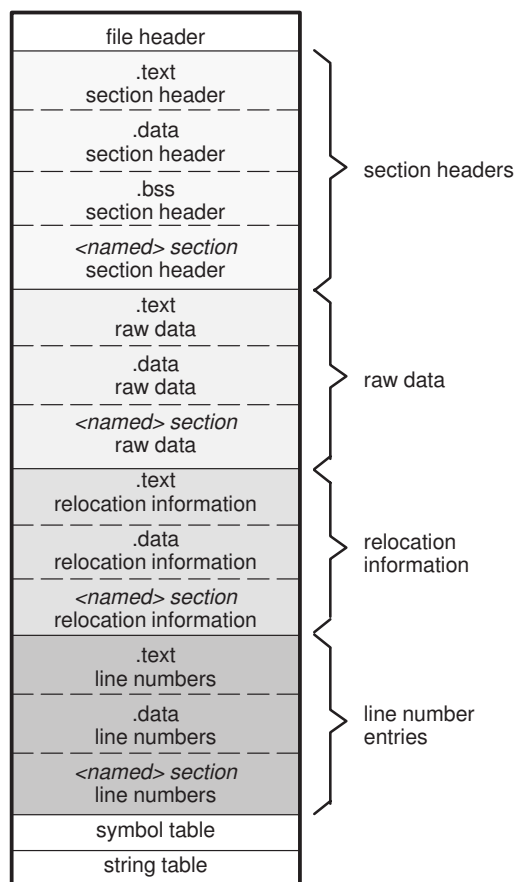 file header
.text
section header
.data
section header
.bss
section header
<named> section
section header
section headers
.text
raw data
.data
raw data
<named> section
raw data
raw data
.text
relocation information
.data
relocation information
<named> section
relocation information
relocation
information
.text
line numbers
.data
line numbers
<named> section
line numbers
line number
entries
symbol table
string table